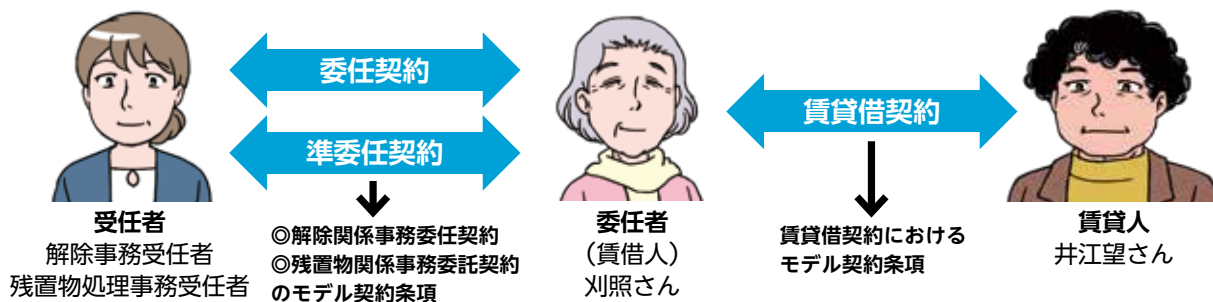 委任契約
準委任契約
賃貸借契約
受任者
解除事務受任者
残置物処理事務受任者
◎解除関係事務委任契約
◎残置物関係事務委託契約
のモデル契約条項
委任者
(賃借人)
刈照さん
賃貸借契約における
モデル契約条項
賃貸人
井江望さん